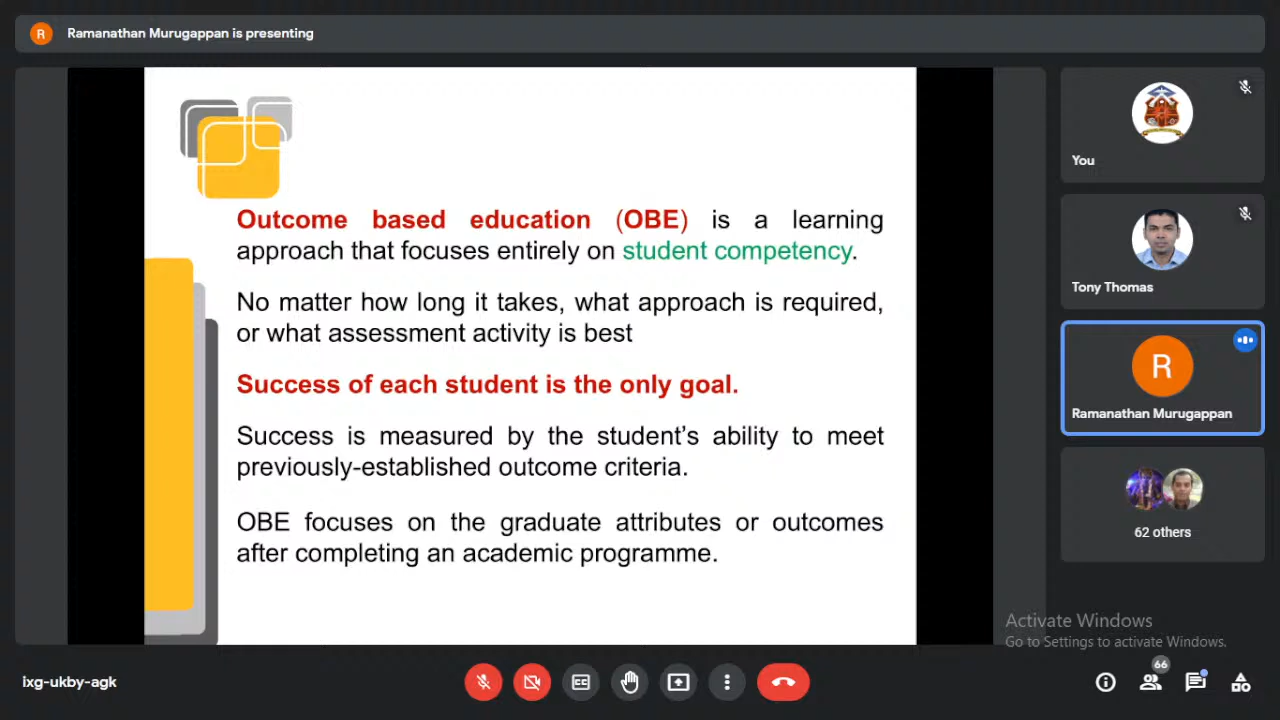 R Ramanathan Murugappan is presenting
Outcome based education (OBE) is a learning
approach that focuses entirely on student competency.
No matter how long it takes, what approach is required,
or what assessment activity is best
Success of each student is the only goal.
Success is measured by the student’s ability to meet
previously-established outcome criteria.
OBE focuses on the graduate attributes or outcomes
after completing an academic programme.
You
Tony Thomas
R
Ramanathan Murugappan
62 others
Activate Windows
Go to Settings to activate Windows.
ixg-ukby-agk
CC
66